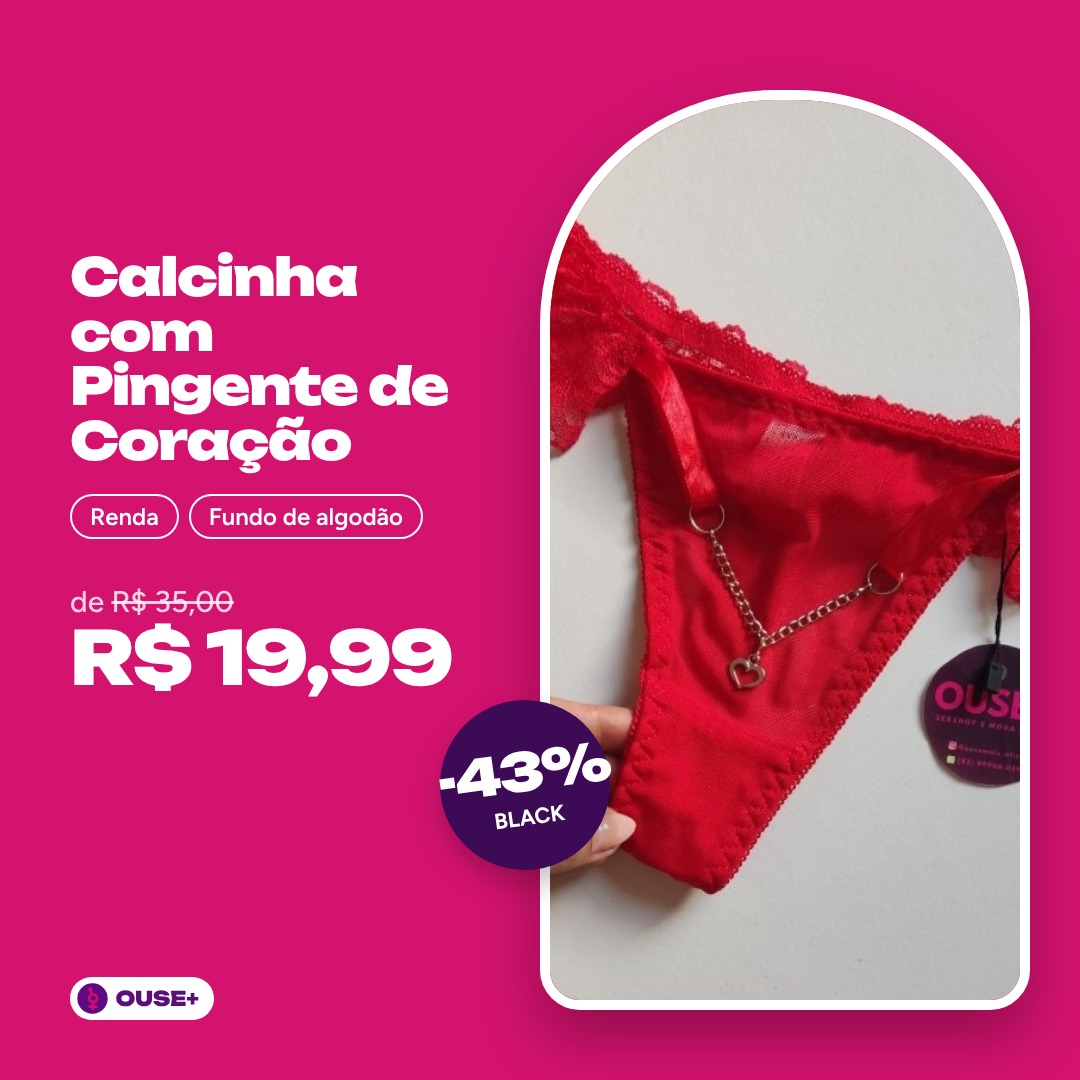 Calcinha
com
Pingente de
Coração
Renda
Fundo de algodão
de R$ 35,00
R$ 19,99
-43%
BLACK
OUSE+
OUSE
SEXSHOP E MODA